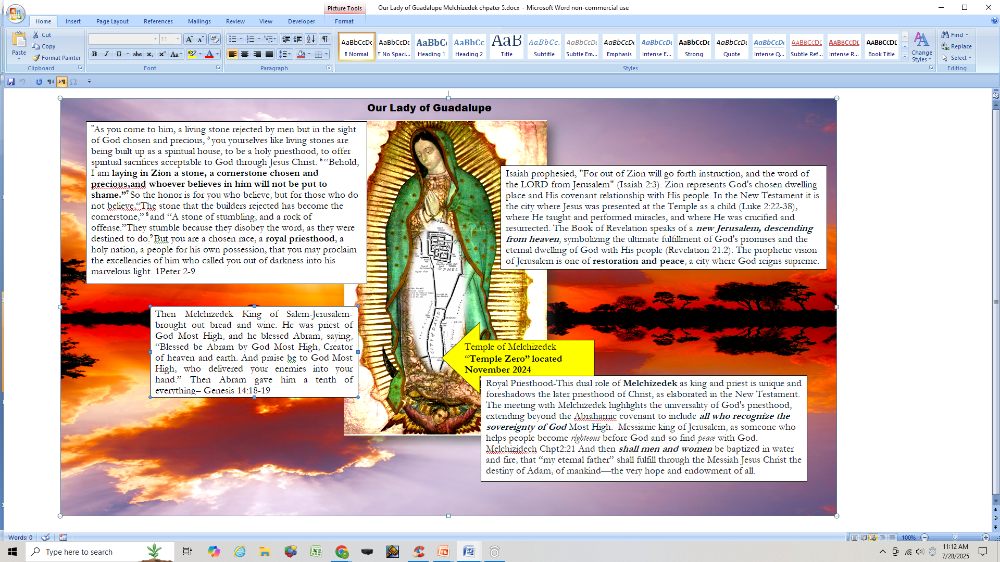 Picture Tools
Our Lady of Guadalupe Melchizedek chpater 5.docx - Microsoft Word non-commercial use
Home Insert Page Layout References Mailings Review View Developer Format
Paste
Cut
Copy
Format Painter
Clipboard
11
Font
Paragraph
AaBbCcDc AaBbCcDc AaBbC AaBbCc AaB AaBbCc. AaBbCcDc AaBbCcDc AaBbCcDc AaBbCcDc AaBbCcDc AaBbCcDc AABBCCDD AABBCCDD AaBbCcDc
¶ Normal ¶ No Spaci... Heading 1 Heading 2 Title Subtitle Subtle Em... Emphasis Intense E... Strong Quote Intense Q... Subtle Ref... Intense R... Book Title
Styles
Change
Styles
Find
Replace
Select
Editing
Our Lady of Guadalupe
“As you come to him, a living stone rejected by men but in the sight
of God chosen and precious, 5 you yourselves like living stones are
being built up as a spiritual house, to be a holy priesthood, to offer
spiritual sacrifices acceptable to God through Jesus Christ. 6 “Behold,
I am laying in Zion a stone, a cornerstone chosen and
precious,and whoever believes in him will not be put to
shame.”7 So the honor is for you who believe, but for those who do
not believe,“The stone that the builders rejected has become the
cornerstone,” 8 and “A stone of stumbling, and a rock of
offense.”They stumble because they disobey the word, as they were
destined to do.9 But you are a chosen race, a royal priesthood, a
holy nation, a people for his own possession, that you may proclaim
the excellencies of him who called you out of darkness into his
marvelous light. 1Peter 2-9
Isaiah prophesied, "For out of Zion will go forth instruction, and the word of
the LORD from Jerusalem" (Isaiah 2:3). Zion represents God's chosen dwelling
place and His covenant relationship with His people. In the New Testament it is
the city where Jesus was presented at the Temple as a child (Luke 2:22-38),
where He taught and performed miracles, and where He was crucified and
resurrected. The Book of Revelation speaks of a new Jerusalem, descending
from heaven, symbolizing the ultimate fulfillment of God's promises and the
eternal dwelling of God with His people (Revelation 21:2). The prophetic vision
of Jerusalem is one of restoration and peace, a city where God reigns supreme.
OPHEL
CITY of DAVID
Then Melchizedek King of Salem-Jerusalem-
brought out bread and wine. He was priest of
God Most High, and he blessed Abram, saying,
“Blessed be Abram by God Most High, Creator
of heaven and earth. And praise be to God Most
High, who delivered your enemies into your
hand.” Then Abram gave him a tenth of
everything– Genesis 14:18-19
Temple of Melchizedek
“Temple Zero” located
November 2024
Royal Priesthood-This dual role of Melchizedek as king and priest is unique and
foreshadows the later priesthood of Christ, as elaborated in the New Testament.
The meeting with Melchizedek highlights the universality of God's priesthood,
extending beyond the Abrahamic covenant to include all who recognize the
sovereignty of God Most High. Messianic king of Jerusalem, as someone who
helps people become righteous before God and so find peace with God.
Melchizidech Chpt2:21 And then shall men and women be baptized in water
and fire, that “my eternal father” shall fulfill through the Messiah Jesus Christ the
destiny of Adam, of mankind—the very hope and endowment of all.
Words: 0
100%
Type here to search
11:12 AM
7/28/2025